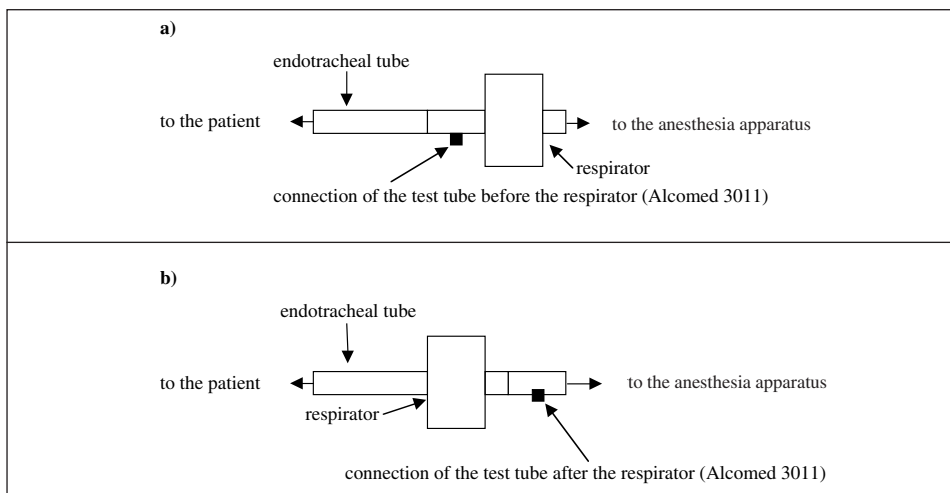 a)
endotracheal tube
to the patient
to the anesthesia apparatus
respirator
connection of the test tube before the respirator (Alcomed 3011)
b)
endotracheal tube
to the patient
to the anesthesia apparatus
respirator
connection of the test tube after the respirator (Alcomed 3011)